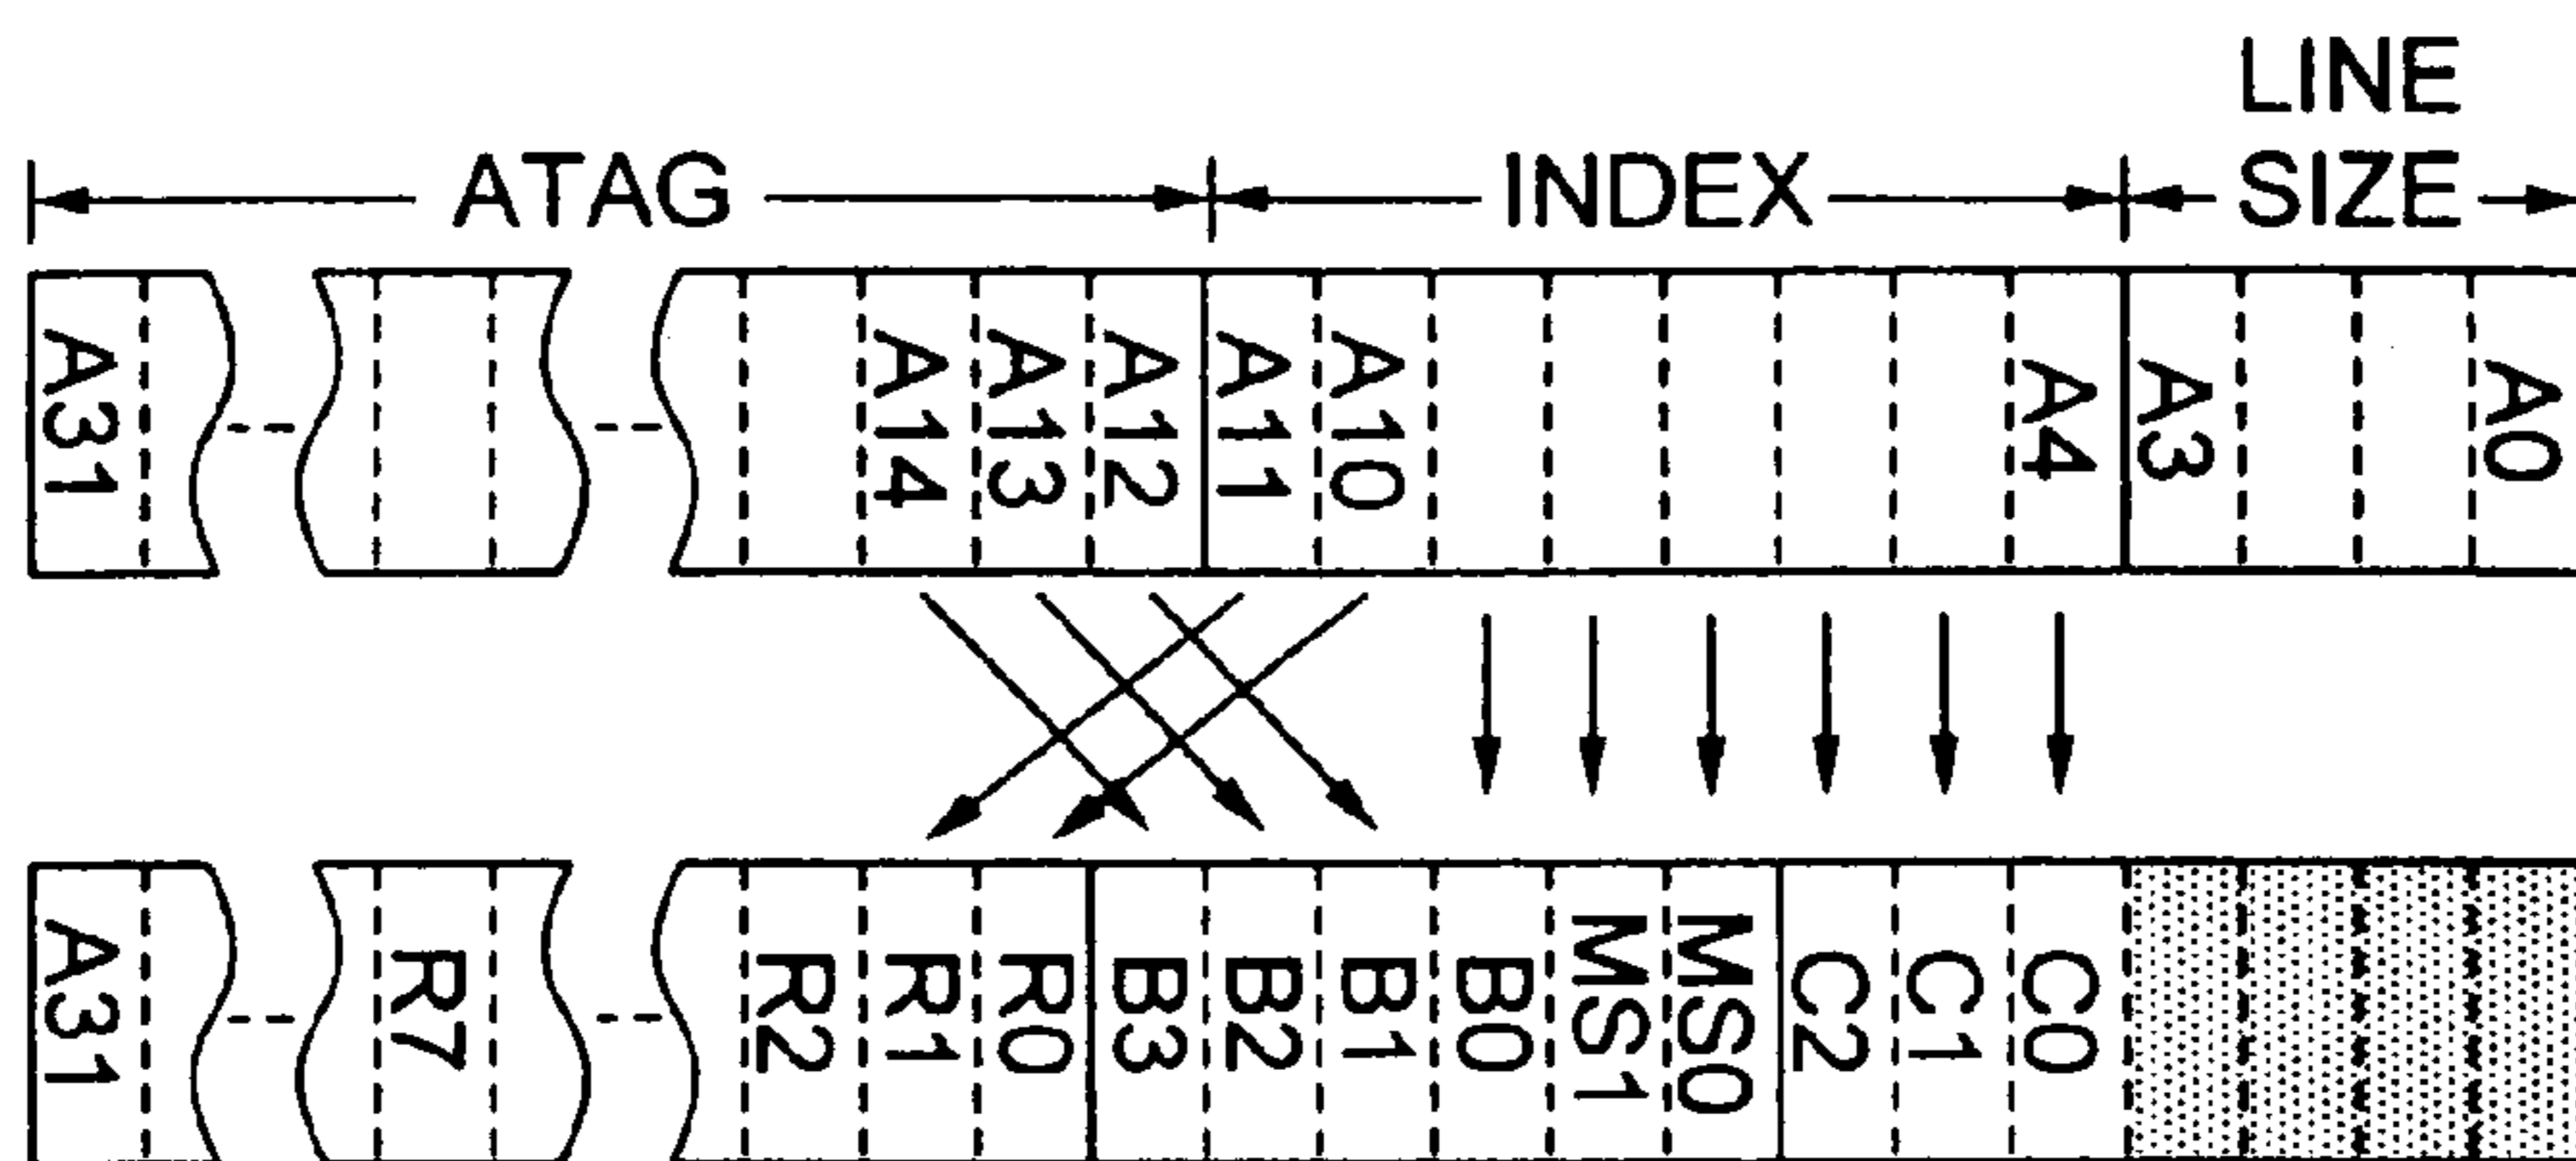 LINE
ATAG INDEX SIZE
A31 A14 A13 A12 A11 A10 A4 A3 A0
A31 R7 R2 R1 R0 B3 B2 B1 B0 MS1 MS0 C2 C1 C0